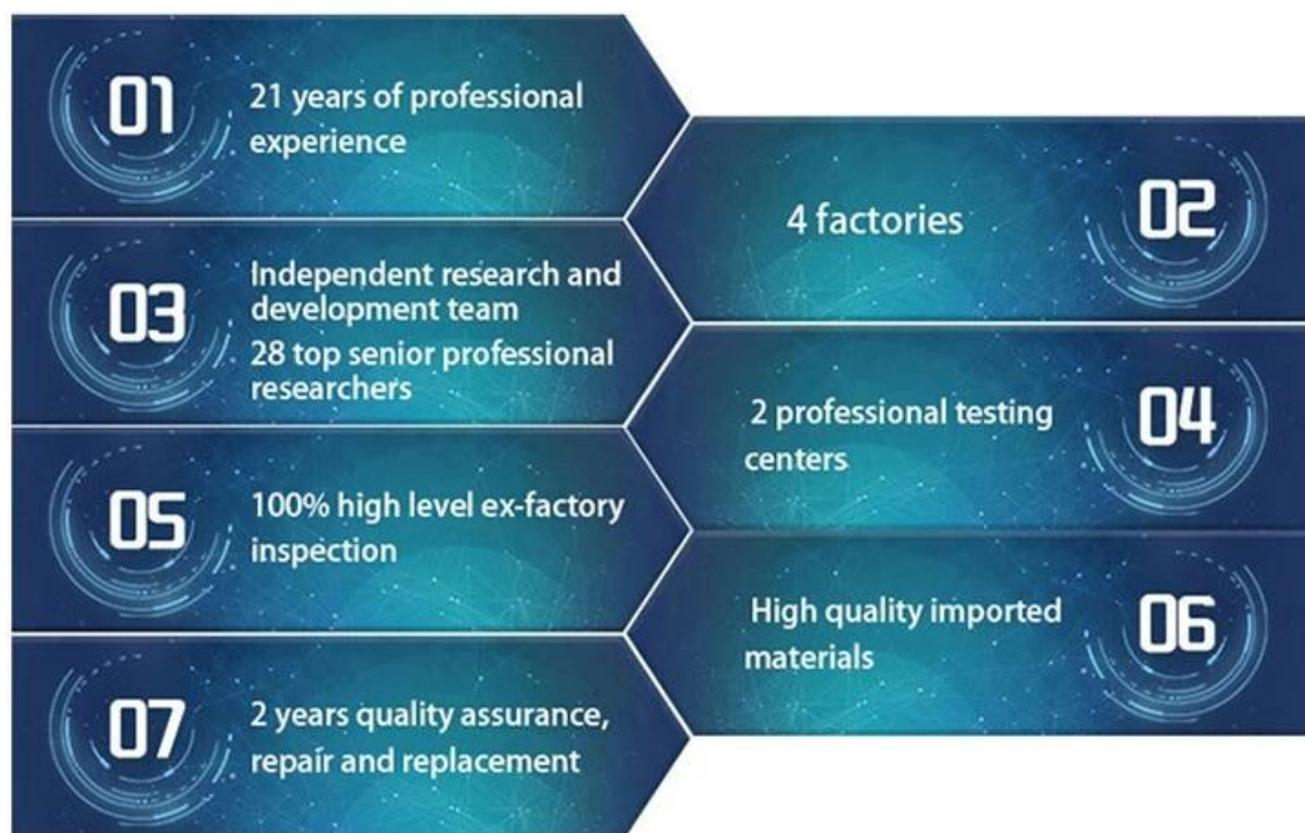 01
21 years of professional
experience
02
4 factories
03
Independent research and
development team
28 top senior professional
researchers
04
2 professional testing
centers
05
100% high level ex-factory
inspection
06
High quality imported
materials
07
2 years quality assurance,
repair and replacement